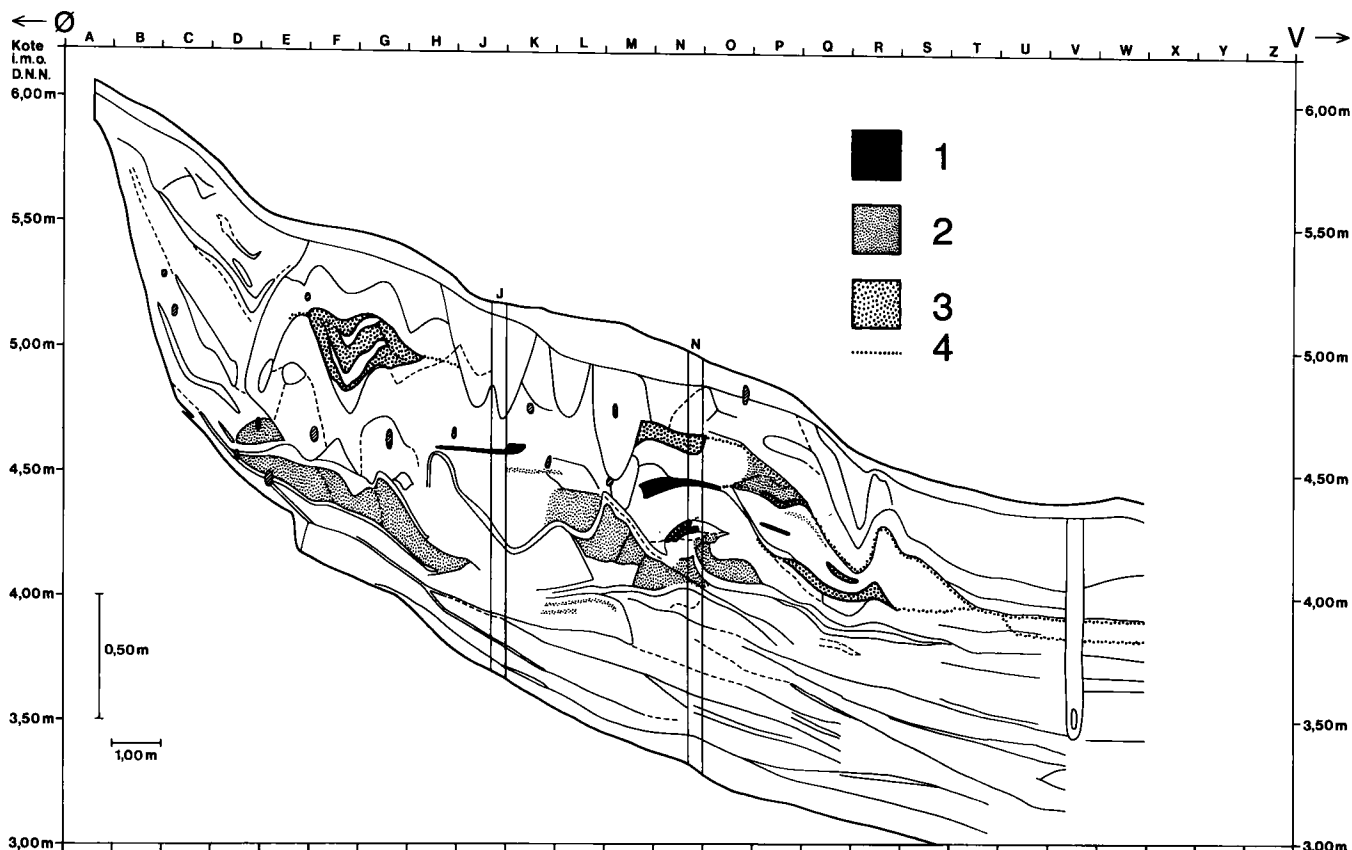 ← Ø
V →
Kote
i.m.o.
D.N.N.
A B C D E F G H J K L M N O P Q R S T U V W X Y Z
6,00m
5,50m
5,00m
4,50m
4,00m
3,50m
3,00m
6,00m
5,50m
5,00m
4,50m
4,00m
3,50m
3,00m
1
2
3
4
J
N
0,50m
1,00m